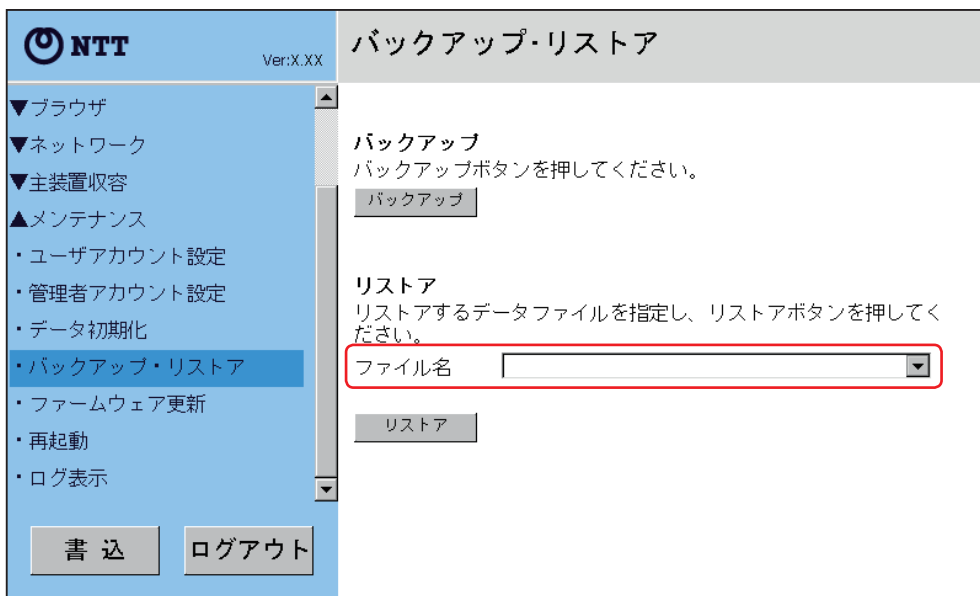 NTT
Ver:X.XX
バックアップ･リストア
▼ブラウザ
▼ネットワーク
▼主装置収容
▲メンテナンス
・ユーザアカウント設定
・管理者アカウント設定
・データ初期化
・バックアップ・リストア
・ファームウェア更新
・再起動
・ログ表示
書 込
ログアウト
バックアップ
バックアップボタンを押してください。
バックアップ
リストア
リストアするデータファイルを指定し、リストアボタンを押してく
ださい。
ファイル名
リストア